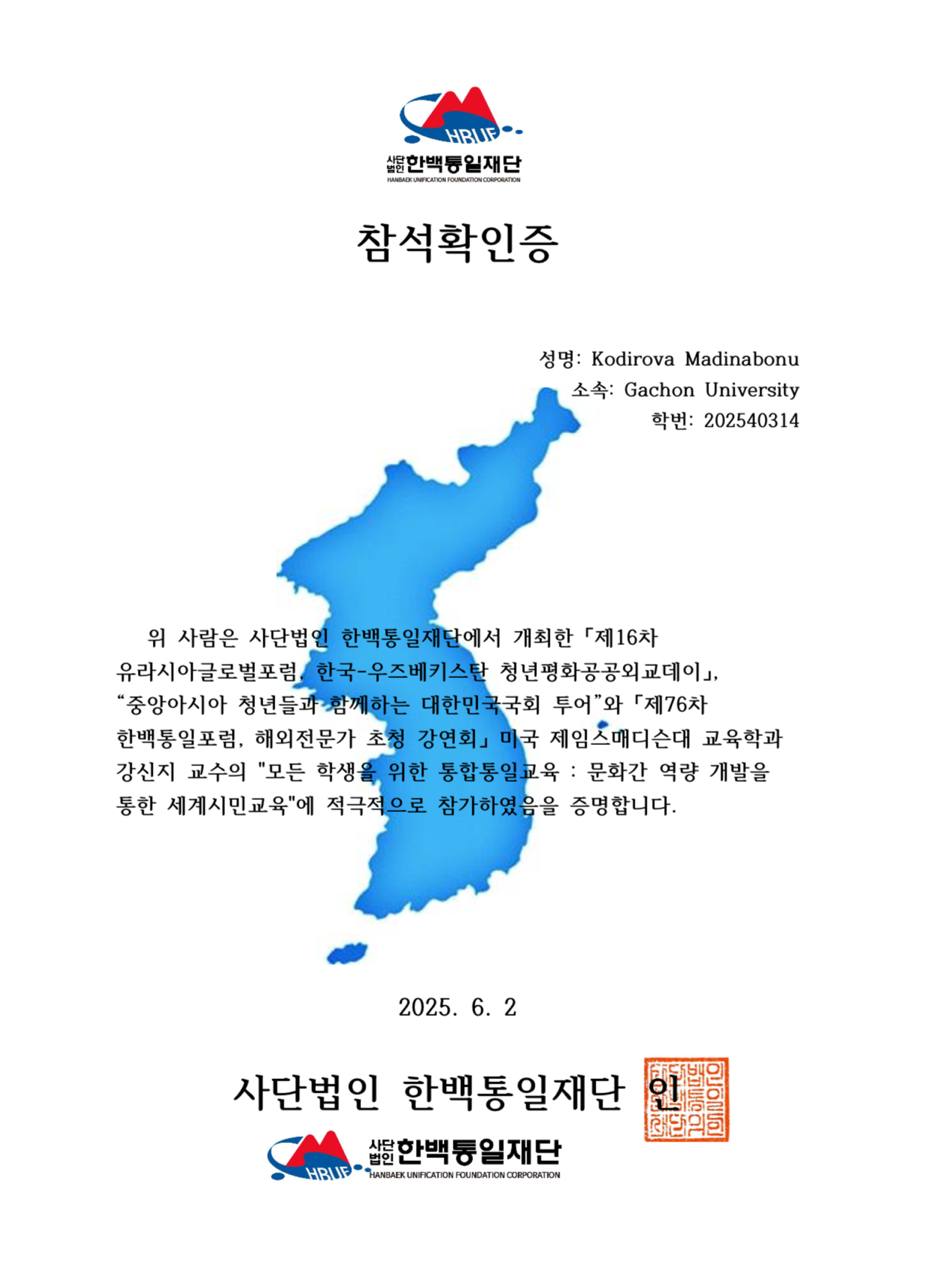 HBUF
사단법인 한백통일재단
HANBAEK UNIFICATION FOUNDATION CORPORATION
참석확인증
성명: Kodirova Madinabonu
소속: Gachon University
학번: 202540314
위 사람은 사단법인 한백통일재단에서 개최한 「제16차
유라시아글로벌포럼, 한국-우즈베키스탄 청년평화공공외교데이」,
“중앙아시아 청년들과 함께하는 대한민국국회 투어”와 「제76차
한백통일포럼, 해외전문가 초청 강연회」 미국 제임스매디슨대 교육학과
강신지 교수의 "모든 학생을 위한 통합통일교육 : 문화간 역량 개발을
통한 세계시민교육"에 적극적으로 참가하였음을 증명합니다.
2025. 6. 2
사단법인 한백통일재단 인
HBUF
사단법인 한백통일재단
HANBAEK UNIFICATION FOUNDATION CORPORATION